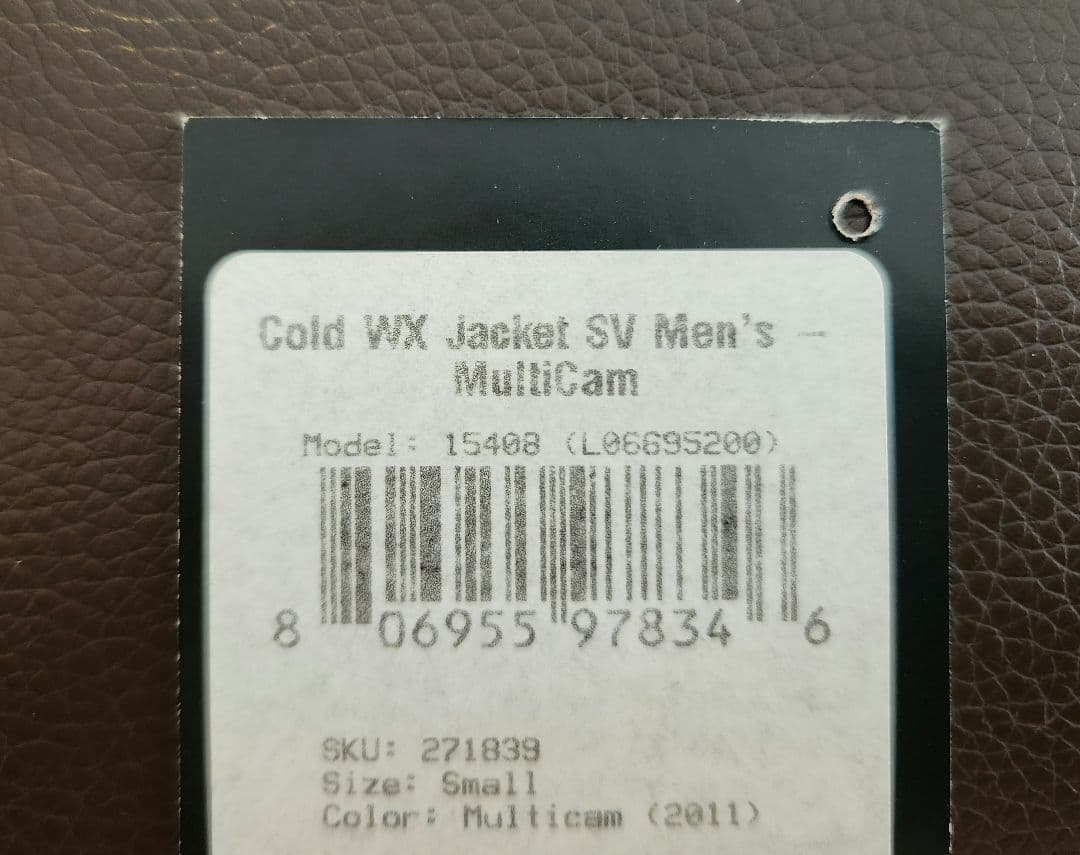 Cold WX Jacket SV Men's –
MultiCam
Model: 15408 (L06695200)
8 06955 97834 6
SKU: 271839
Size: Small
Color: Multicam (2011)